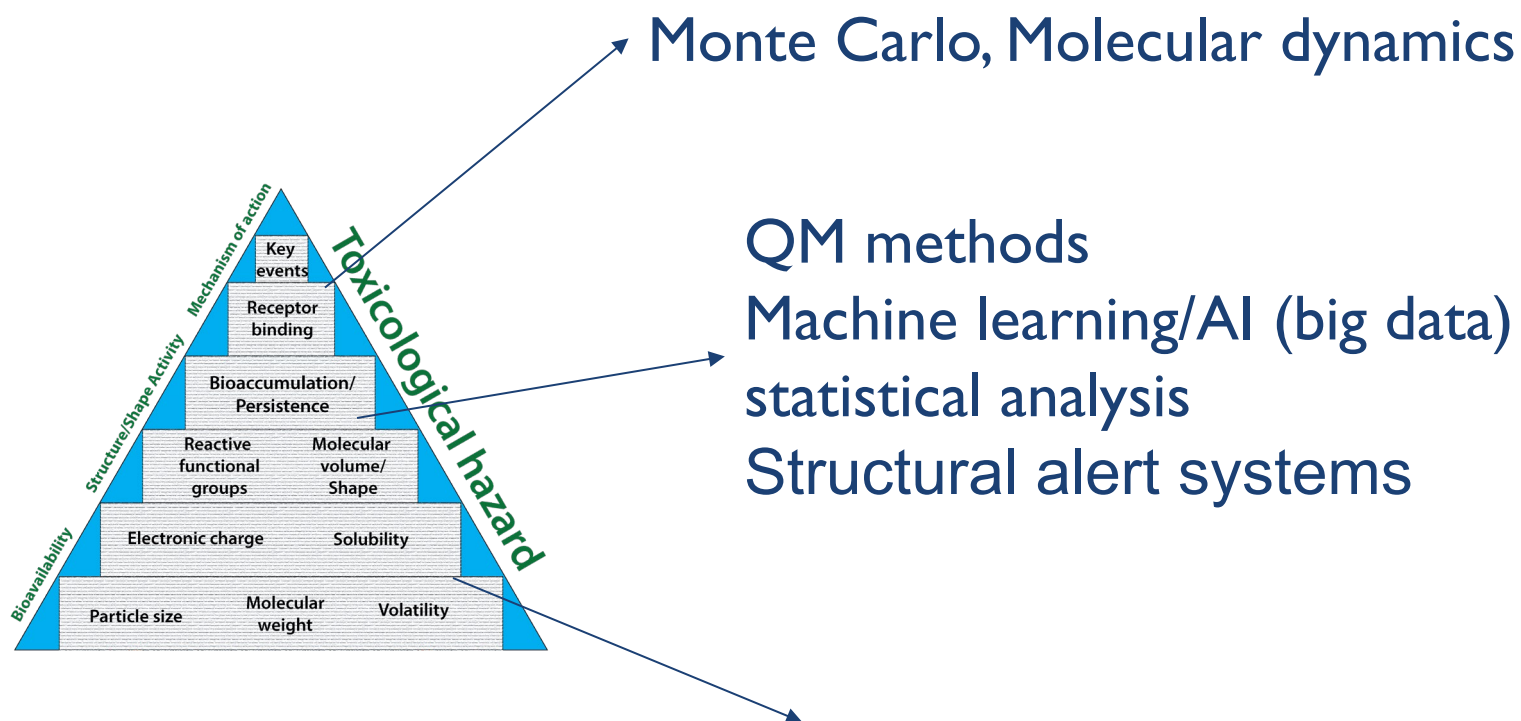 Monte Carlo, Molecular dynamics
Mechanism of action
Structure/Shape Activity
Bioavailability
Toxicological hazard
Key
events
Receptor
binding
Bioaccumulation/
Persistence
Reactive
functional
groups
Molecular
volume/
Shape
Electronic charge
Solubility
Particle size
Molecular
weight
Volatility
QM methods
Machine learning/AI (big data)
statistical analysis
Structural alert systems